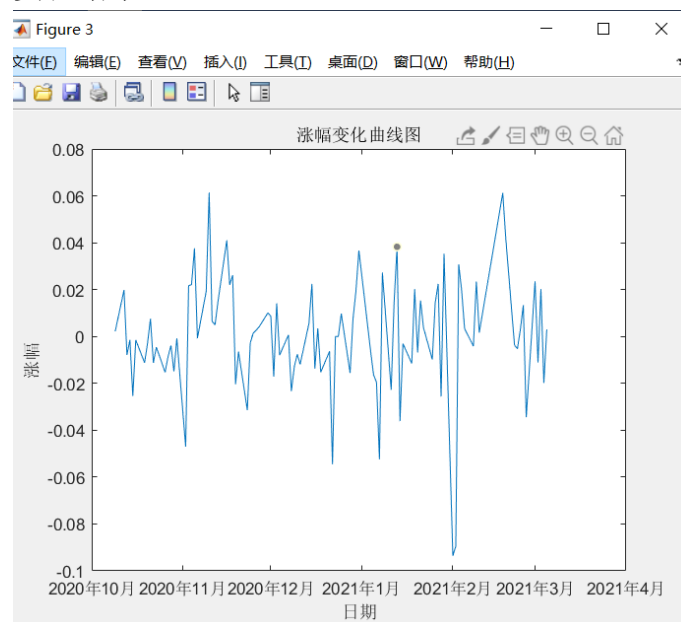 Figure 3
文件(F) 编辑(E) 查看(V) 插入(I) 工具(T) 桌面(D) 窗口(W) 帮助(H)
涨幅变化曲线图
0.08
0.06
0.04
0.02
0
-0.02
-0.04
-0.06
-0.08
-0.1
涨幅
2020年10月 2020年11月 2020年12月 2021年1月 2021年2月 2021年3月 2021年4月
日期